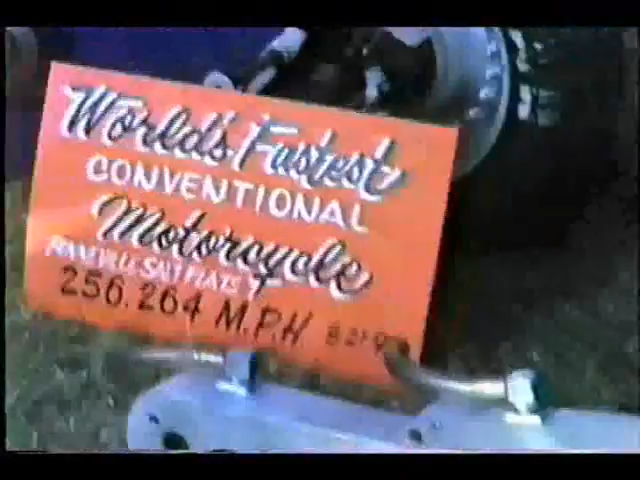 World's Fastest
CONVENTIONAL
Motorcycle
BONNEVILLE SALT FLATS
256.264 M.P.H